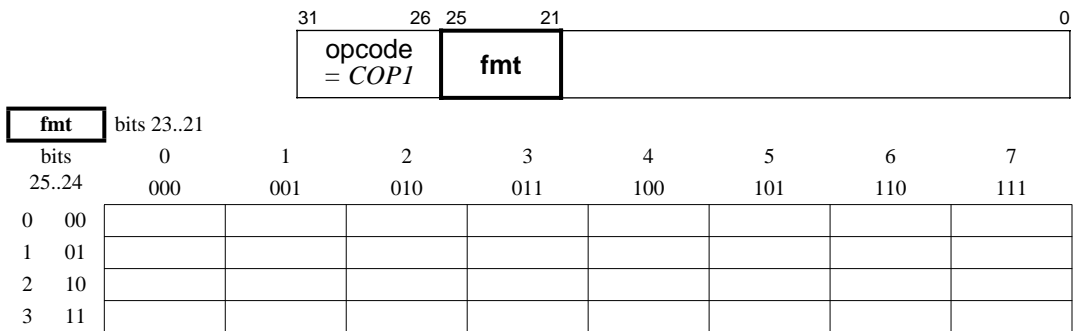 31 26 25 21 0
opcode
= COP1 fmt
fmt bits 23..21
bits 0 1 2 3 4 5 6 7
25..24 000 001 010 011 100 101 110 111
0 00
1 01
2 10
3 11